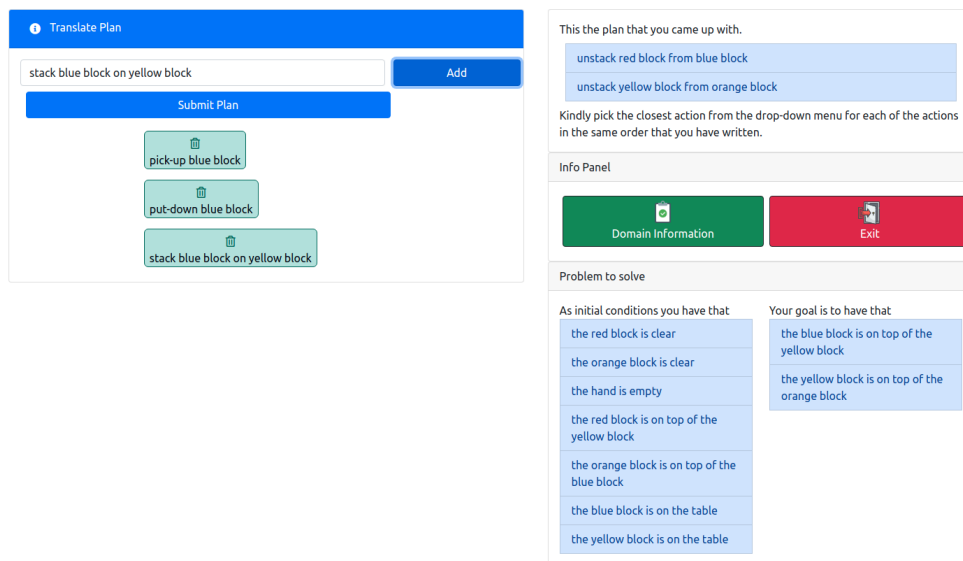 Translate Plan
stack blue block on yellow block
Add
Submit Plan
pick-up blue block
put-down blue block
stack blue block on yellow block
This the plan that you came up with.
unstack red block from blue block
unstack yellow block from orange block
Kindly pick the closest action from the drop-down menu for each of the actions
in the same order that you have written.
Info Panel
Domain Information
Exit
Problem to solve
As initial conditions you have that
the red block is clear
the orange block is clear
the hand is empty
the red block is on top of the
yellow block
the orange block is on top of the
blue block
the blue block is on the table
the yellow block is on the table
Your goal is to have that
the blue block is on top of the
yellow block
the yellow block is on top of the
orange block